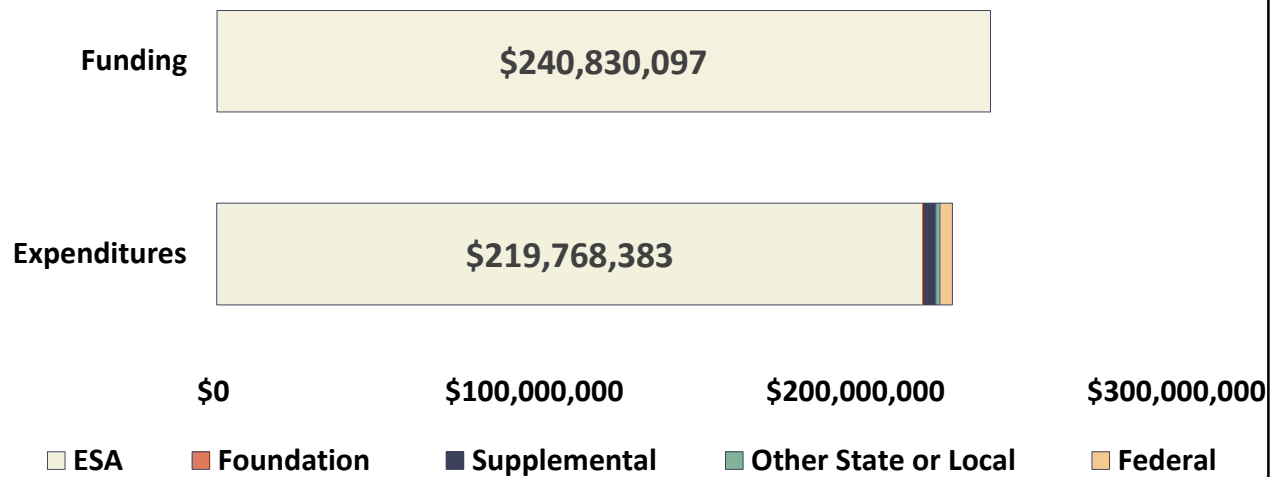 Funding
$240,830,097
Expenditures
$219,768,383
$0 $100,000,000 $200,000,000 $300,000,000
ESA Foundation Supplemental Other State or Local Federal